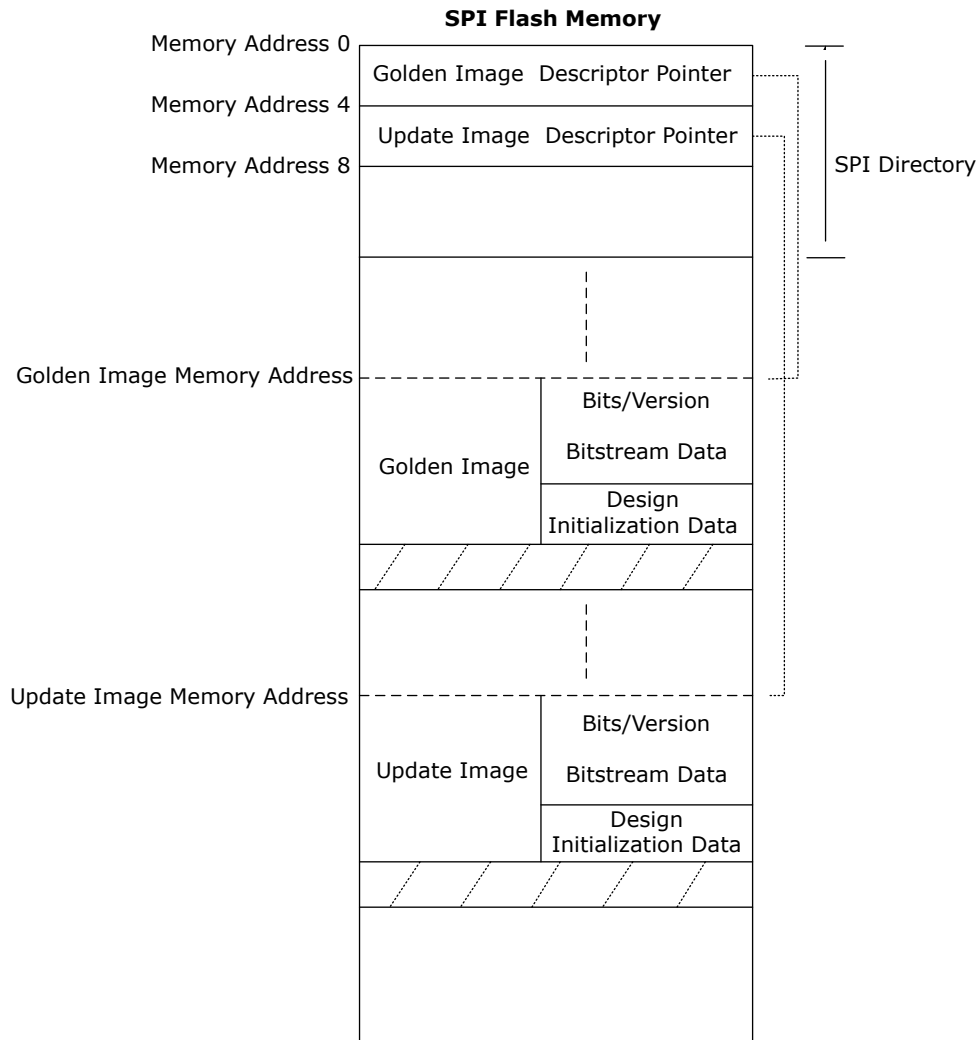 SPI Flash Memory
Memory Address 0
Golden Image Descriptor Pointer
Memory Address 4
Update Image Descriptor Pointer
Memory Address 8
SPI Directory
Golden Image Memory Address
Bits/Version
Bitstream Data
Golden Image
Design
Initialization Data
Update Image Memory Address
Bits/Version
Bitstream Data
Update Image
Design
Initialization Data